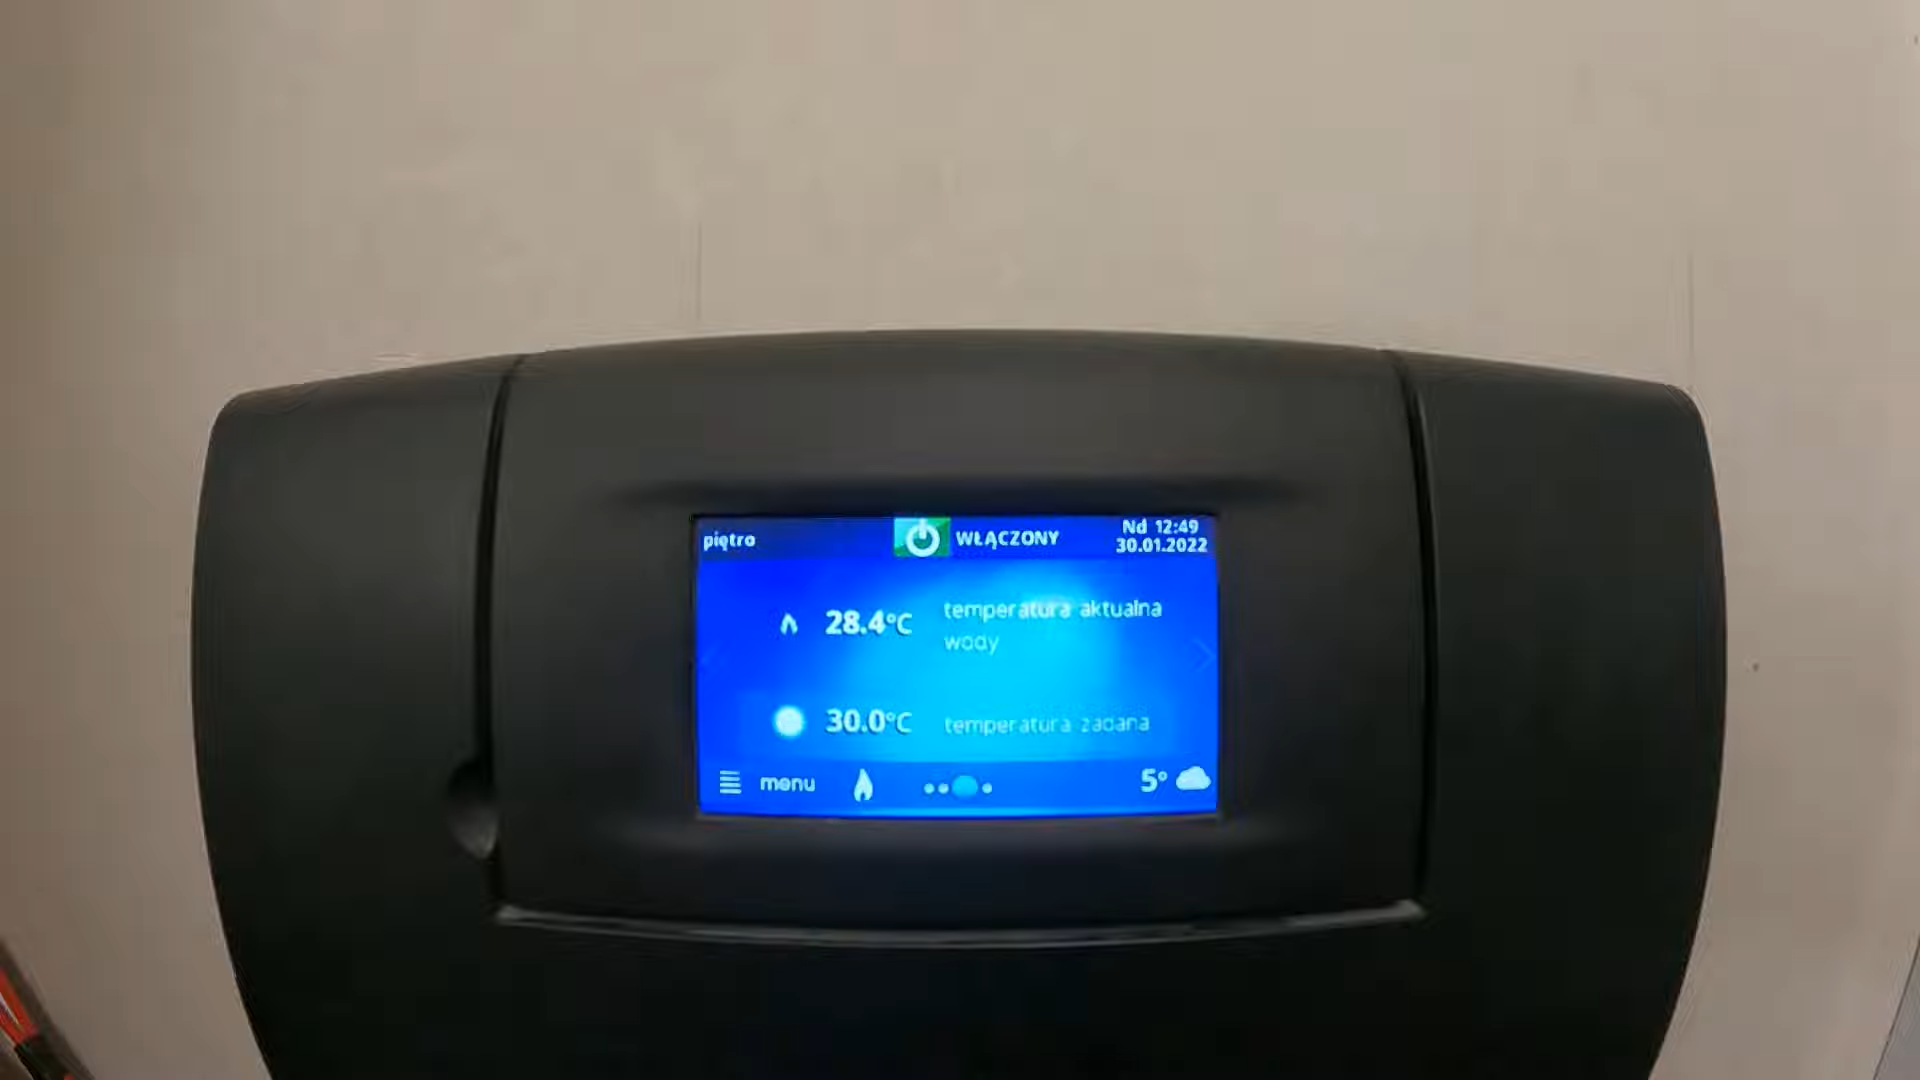 piętro
WŁĄCZONY
Nd 12:49
30.01.2022
28.4°C
temperatura aktualna
wody
30.0°C
temperatura zadana
menu
5°